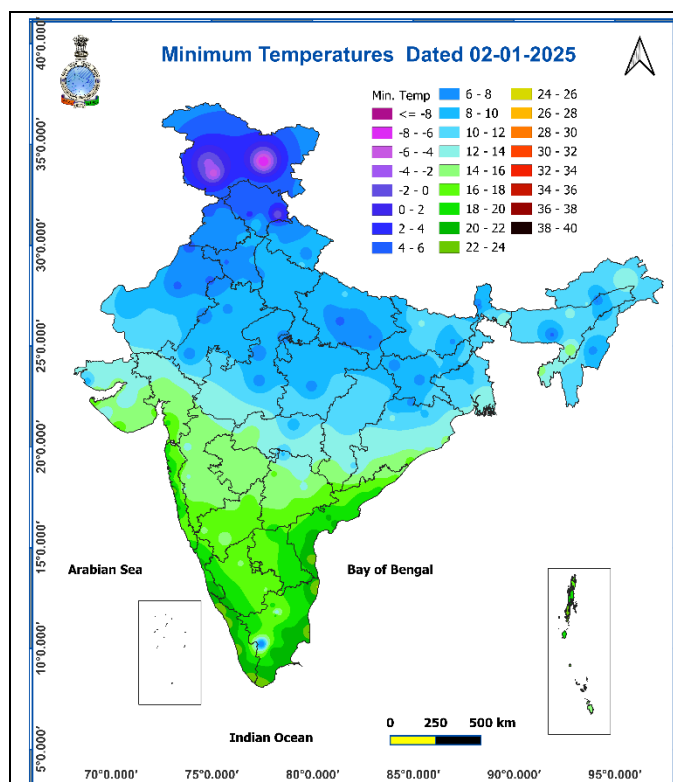 Minimum Temperatures Dated 02-01-2025
Min. Temp
<= -8
-8 - -6
-6 - -4
-4 - -2
-2 - 0
0 - 2
2 - 4
4 - 6
6 - 8
8 - 10
10 - 12
12 - 14
14 - 16
16 - 18
18 - 20
20 - 22
22 - 24
24 - 26
26 - 28
28 - 30
30 - 32
32 - 34
34 - 36
36 - 38
38 - 40
40°0.000'
35°0.000'
30°0.000'
25°0.000'
20°0.000'
15°0.000'
10°0.000'
5°0.000'
Arabian Sea
Bay of Bengal
Indian Ocean
0 250 500 km
70°0.000' 75°0.000' 80°0.000' 85°0.000' 90°0.000' 95°0.000'